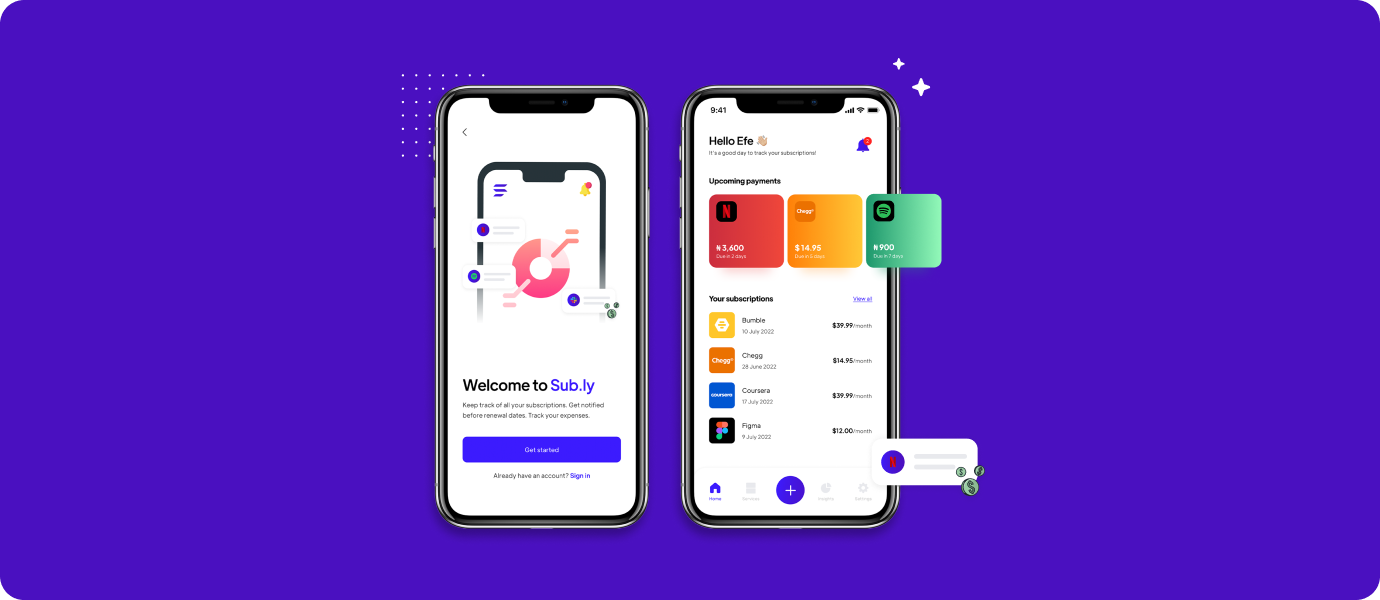 Welcome to Sub.ly
Keep track of all your subscriptions. Get notified
before renewal dates. Track your expenses.
Get started
Already have an account? Sign in
9:41
Hello Efe 👋🏼
It's a good day to track your subscriptions!
Upcoming payments
N
Chegg
₦3,600
Due in 2 days
$14.95
Due in 5 days
₦900
Due in 7 days
Your subscriptions
View all
Bumble
10 July 2022
$39.99/month
Chegg
Chegg
28 June 2022
$14.95/month
coursera
Coursera
17 July 2022
$39.99/month
Figma
9 July 2022
$12.00/month
N
Home
Services
Insights
Settings